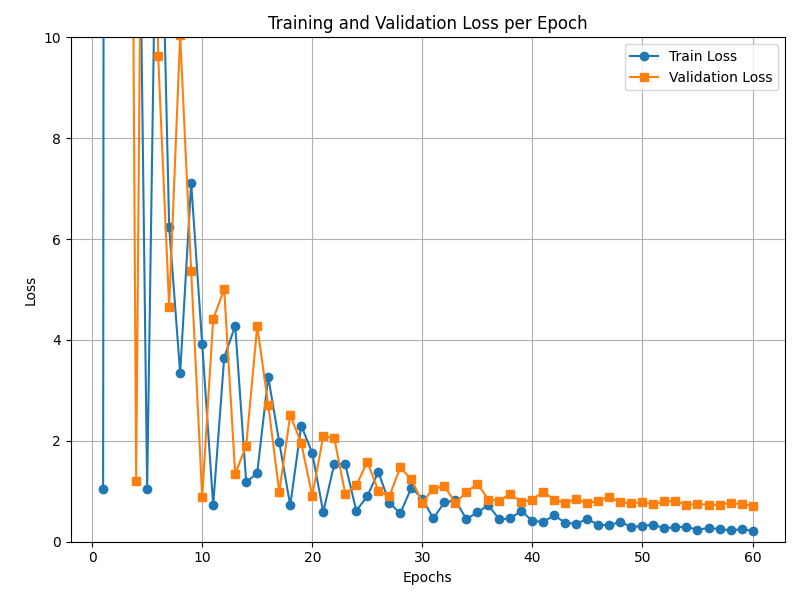 Training and Validation Loss per Epoch
Train Loss
Validation Loss
Loss
10
8
6
4
2
0
0 10 20 30 40 50 60
Epochs